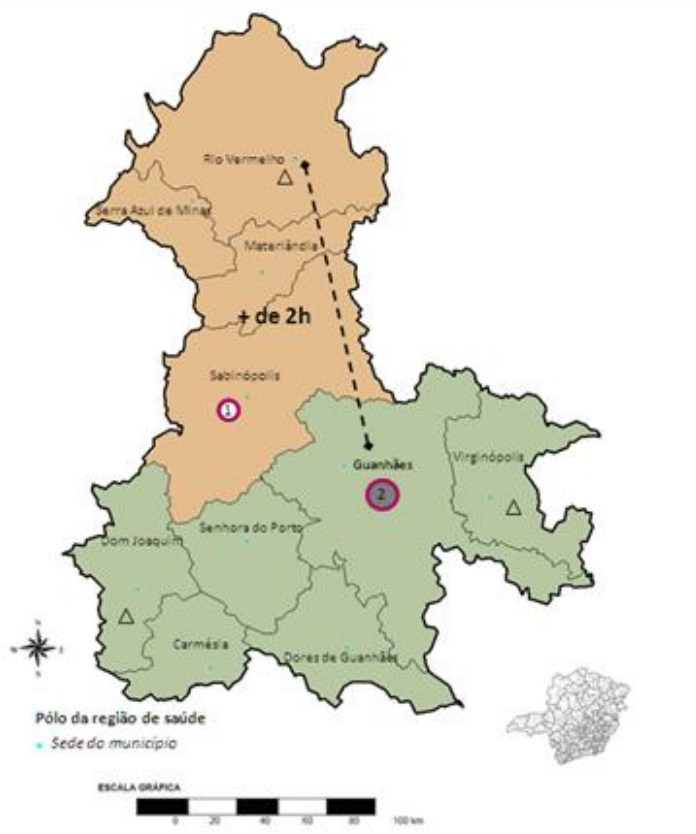 Rio Vermelho
Serra Azul de Minas
Materlândia
+ de 2h
Sabinópolis
1
Guanhães
Virginópolis
2
Senhora do Porto
Dom Joaquim
Carmésia
Dores de Guanhães
Pólo da região de saúde
Sede do município
ESCALA GRÁFICA
0 20 40 60 80 100 km